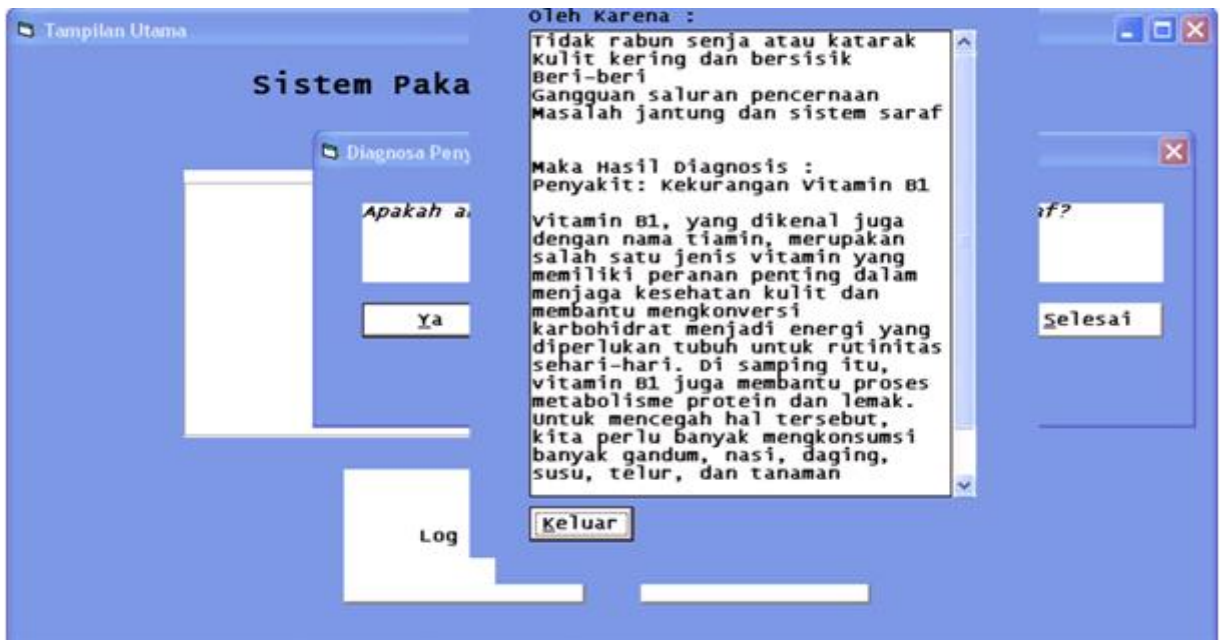 Tampilan Utama
Sistem Paka
Diagnosa Peny
Apakah a
af?
Ya
Selesai
Log
Oleh Karena :
Tidak rabun senja atau katarak
Kulit kering dan bersisik
Beri-beri
Gangguan saluran pencernaan
Masalah jantung dan sistem saraf
Maka Hasil Diagnosis :
Penyakit: Kekurangan Vitamin B1
Vitamin B1, yang dikenal juga
dengan nama tiamin, merupakan
salah satu jenis vitamin yang
memiliki peranan penting dalam
menjaga kesehatan kulit dan
membantu mengkonversi
karbohidrat menjadi energi yang
diperlukan tubuh untuk rutinitas
sehari-hari. Di samping itu,
vitamin B1 juga membantu proses
metabolisme protein dan lemak.
Untuk mencegah hal tersebut,
kita perlu banyak mengkonsumsi
banyak gandum, nasi, daging,
susu, telur, dan tanaman
Keluar